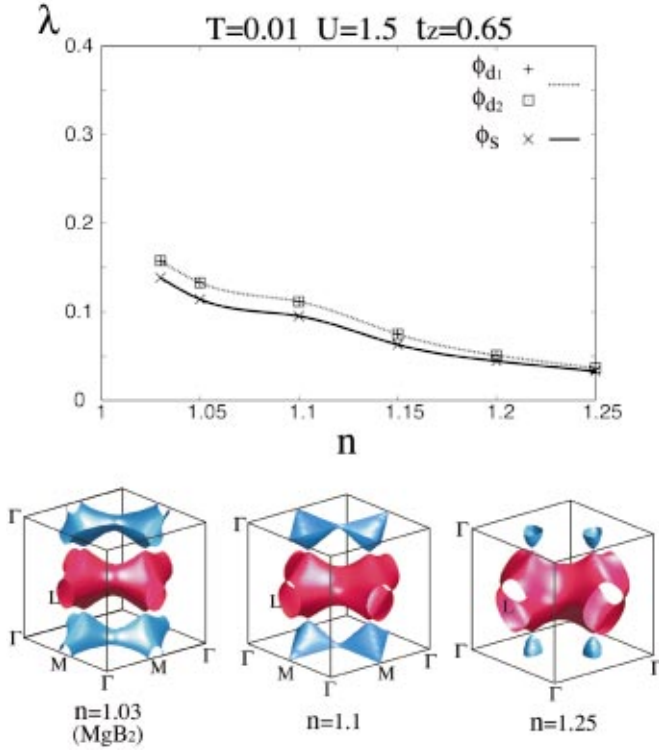 λ
T=0.01 U=1.5 tz=0.65
0.4
0.3
0.2
0.1
0
ϕd1
ϕd2
ϕs
1 1.05 1.1 1.15 1.2 1.25
n
Γ Γ Γ
L L L
Γ M Γ M Γ Γ M Γ M Γ Γ Γ Γ
n=1.03 n=1.1 n=1.25
(MgB2)